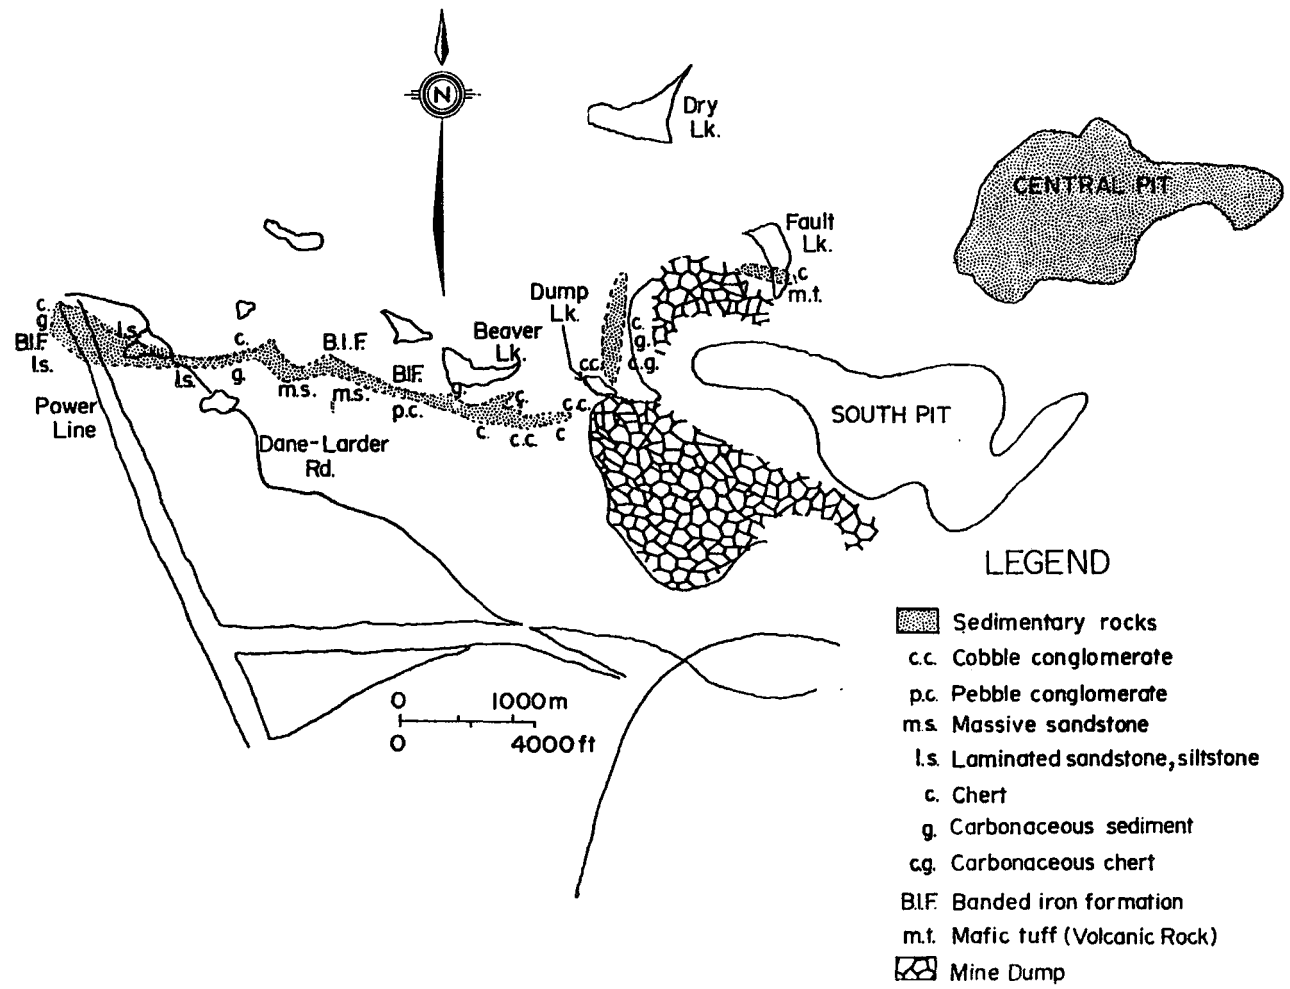 N
Dry
Lk.
CENTRAL PIT
Fault
Lk.
c
m.t.
Dump
Lk.
Beaver
Lk.
c.
g.
c.g.
c.c.
c.
g
B.I.F.
l.s.
l.s.
l.s.
c.
g.
B.I.F.
m.s.
m.s.
B.I.F.
p.c.
g.
c.
c.
c.c.
c
c.c.
SOUTH PIT
Power
Line
Dane-Larder
Rd.
0 1000m
0 4000ft
LEGEND
Sedimentary rocks
c.c. Cobble conglomerate
p.c. Pebble conglomerate
m.s. Massive sandstone
l.s. Laminated sandstone, siltstone
c. Chert
g. Carbonaceous sediment
c.g. Carbonaceous chert
B.I.F. Banded iron formation
m.t. Mafic tuff (Volcanic Rock)
Mine Dump